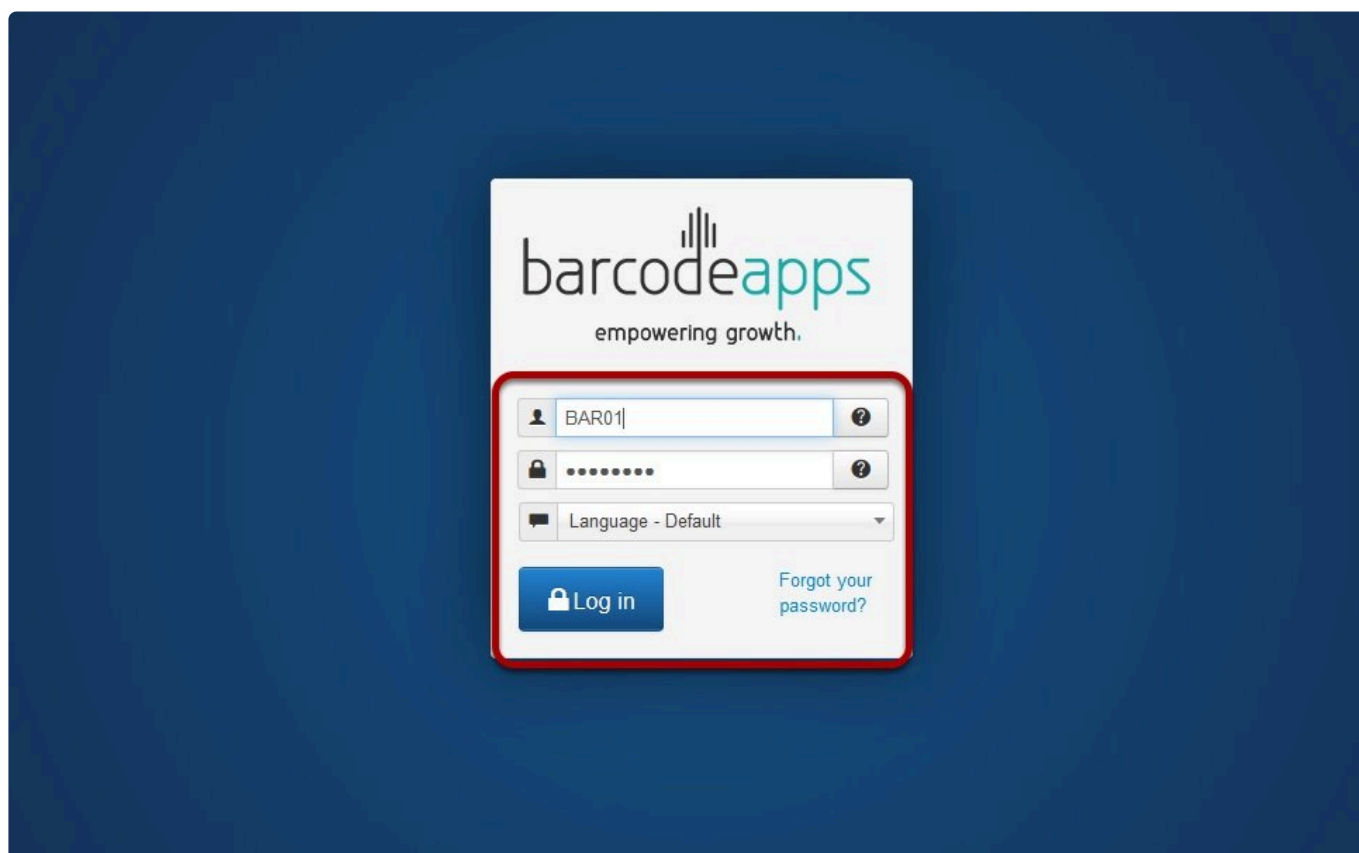 barcodeapps
empowering growth.
BAR01
Language - Default
Log in
Forgot your
password?